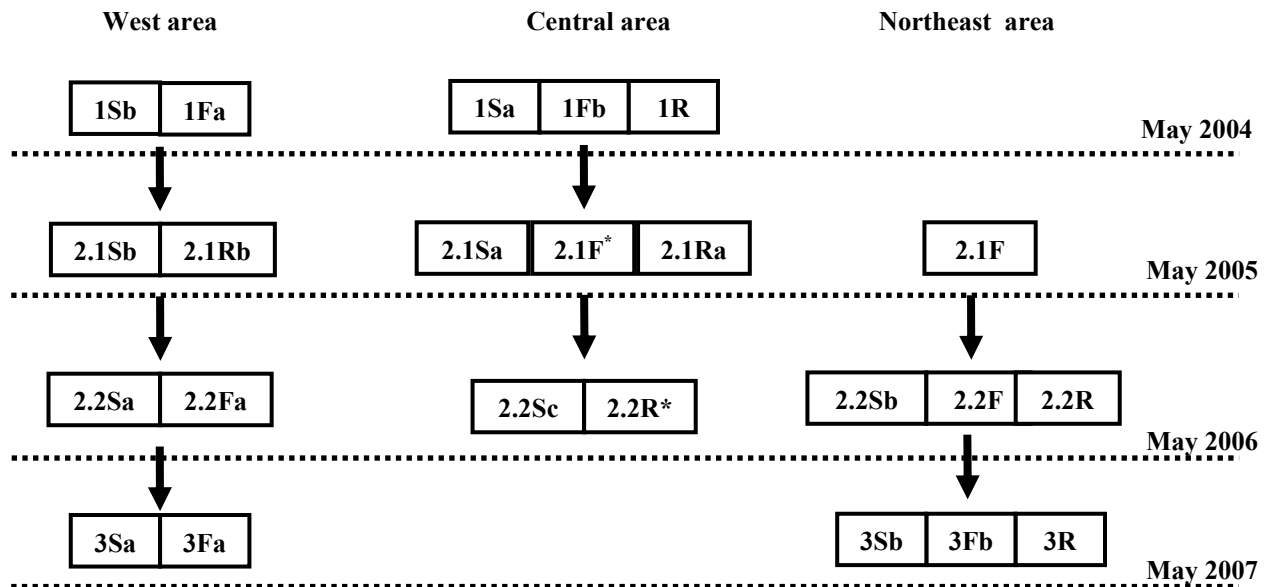 West area Central area Northeast area
1Sb 1Fa 1Sa 1Fb 1R
May 2004
2.1Sb 2.1Rb 2.1Sa 2.1F* 2.1Ra 2.1F
May 2005
2.2Sa 2.2Fa 2.2Sc 2.2R* 2.2Sb 2.2F 2.2R
May 2006
3Sa 3Fa 3Sb 3Fb 3R
May 2007